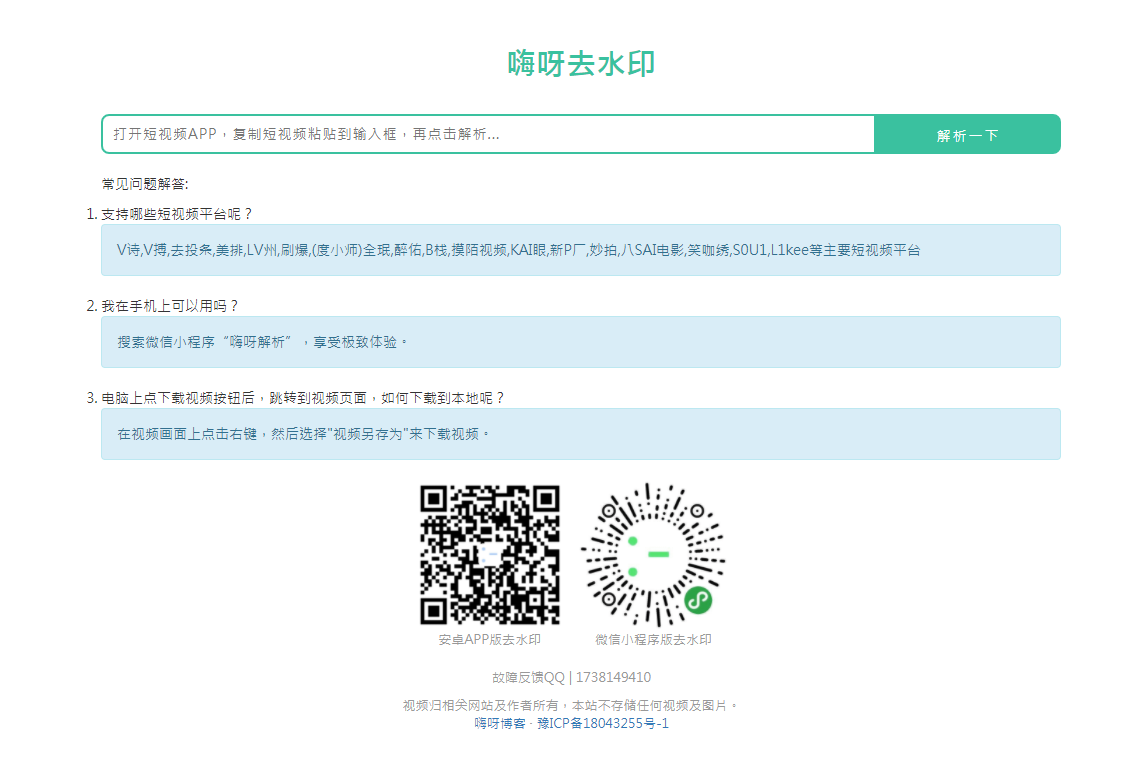 嗨呀去水印
打开短视频APP，复制短视频粘贴到输入框，再点击解析...
解析一下
常见问题解答:
1. 支持哪些短视频平台呢？
V诗,V搏,去投条,美排,LV州,刷爆,(度小师)全珉,醉佑,B栈,摸陌视频,KAI眼,新P厂,妙拍,八SAI电影,笑咖绣,S0U1,L1kee等主要短视频平台
2. 我在手机上可以用吗？
搜索微信小程序“嗨呀解析”，享受极致体验。
3. 电脑上点下载视频按钮后，跳转到视频页面，如何下载到本地呢？
在视频画面上点击右键，然后选择"视频另存为"来下载视频。
安卓APP版去水印
微信小程序版去水印
故障反馈QQ | 1738149410
视频归相关网站及作者所有，本站不存储任何视频及图片。
嗨呀博客 · 豫ICP备18043255号-1